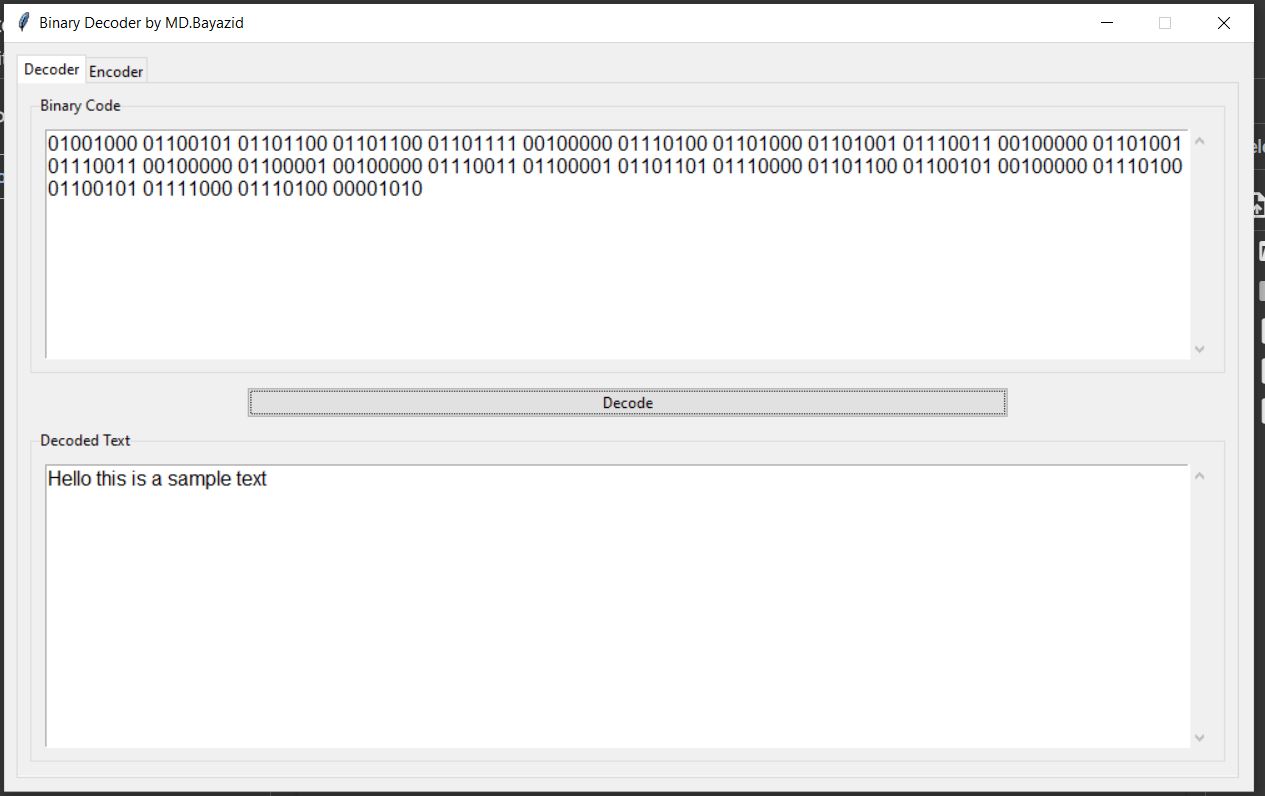 Binary Decoder by MD.Bayazid
Decoder Encoder
Binary Code
01001000 01100101 01101100 01101100 01101111 00100000 01110100 01101000 01101001 01110011 00100000 01101001
01110011 00100000 01100001 00100000 01110011 01100001 01101101 01110000 01101100 01100101 00100000 01110100
01100101 01111000 01110100 00001010
Decode
Decoded Text
Hello this is a sample text